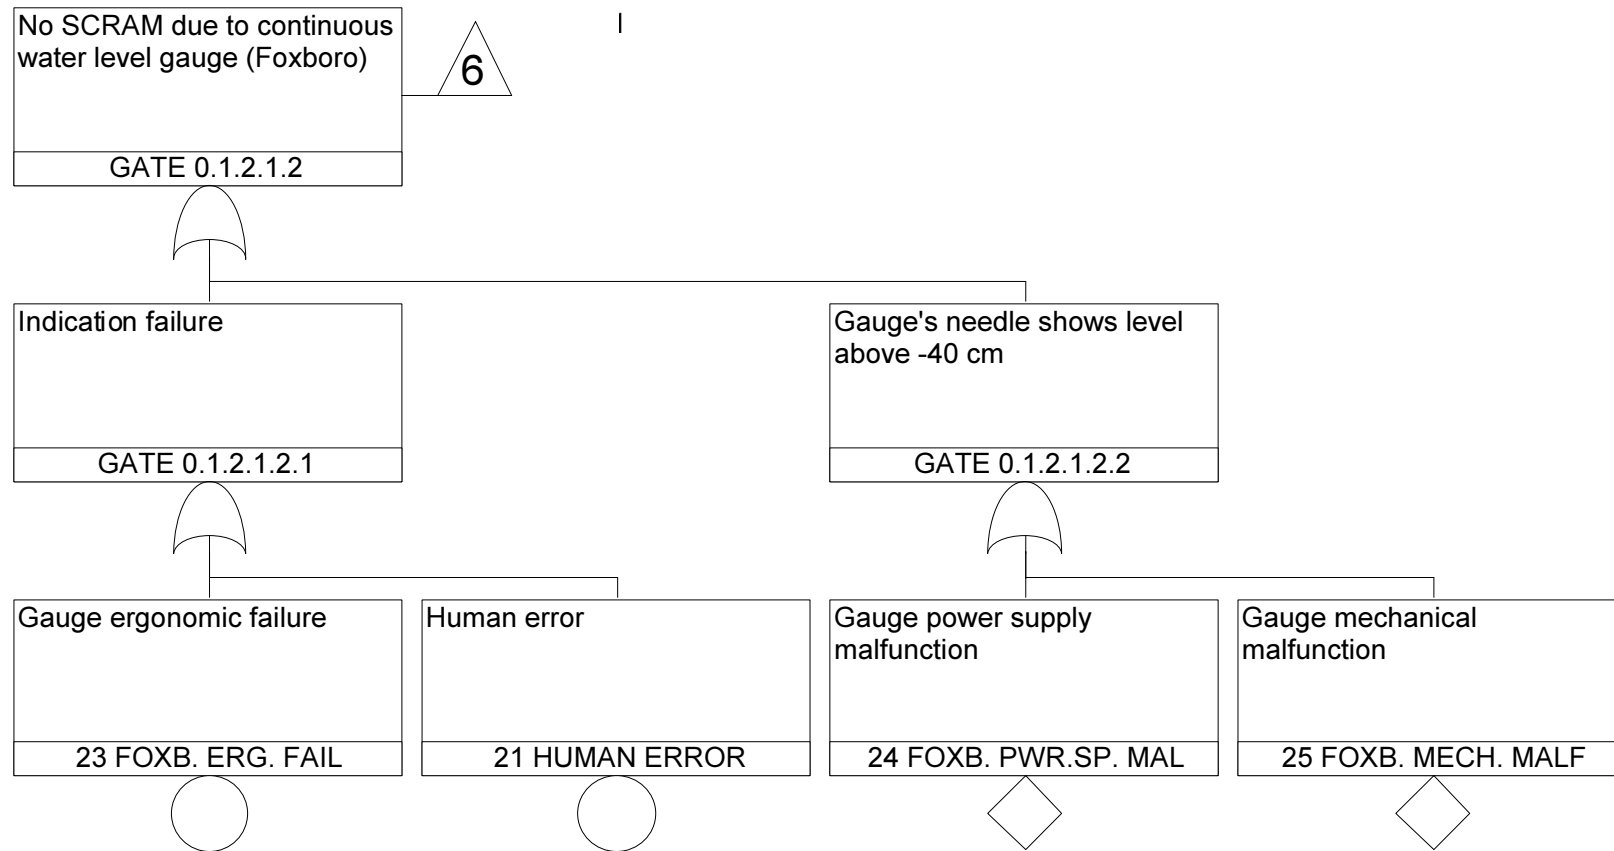 No SCRAM due to continuous
water level gauge (Foxboro)
6
I
GATE 0.1.2.1.2
Indication failure
GATE 0.1.2.1.2.1
Gauge's needle shows level
above -40 cm
GATE 0.1.2.1.2.2
Gauge ergonomic failure
23 FOXB. ERG. FAIL
Human error
21 HUMAN ERROR
Gauge power supply
malfunction
24 FOXB. PWR.SP. MAL
Gauge mechanical
malfunction
25 FOXB. MECH. MALF